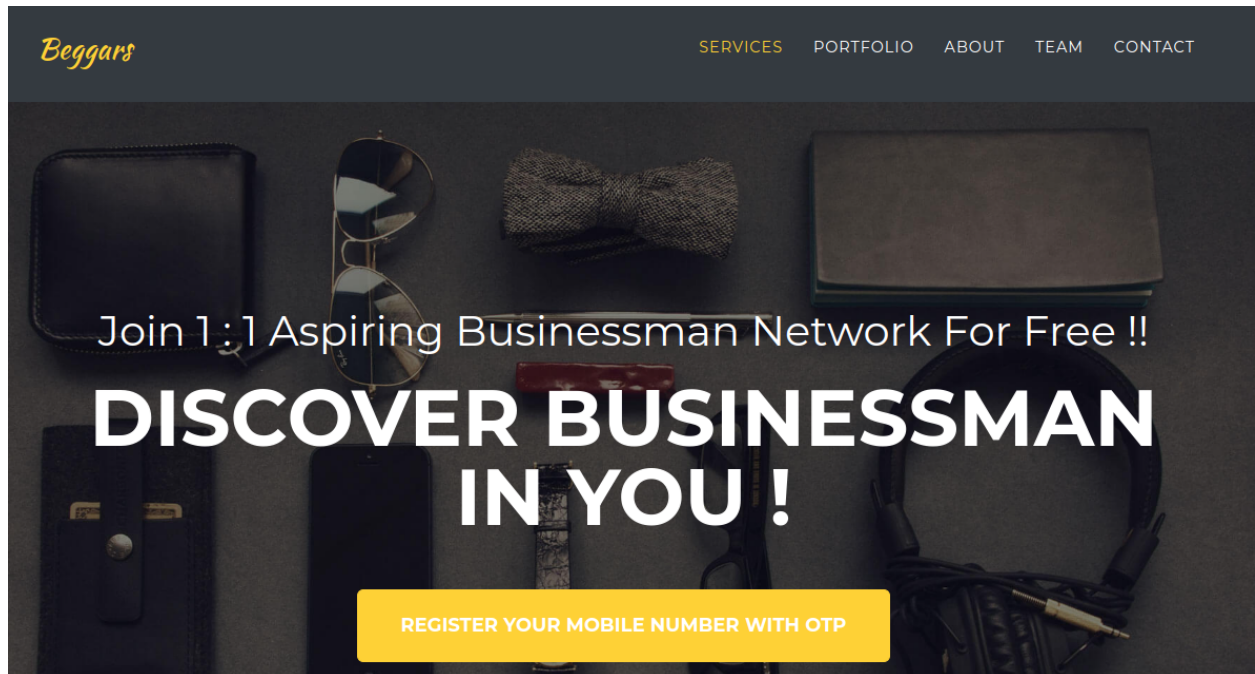 Beggars
SERVICES PORTFOLIO ABOUT TEAM CONTACT
Join 1 : 1 Aspiring Businessman Network For Free !!
DISCOVER BUSINESSMAN
IN YOU !
REGISTER YOUR MOBILE NUMBER WITH OTP